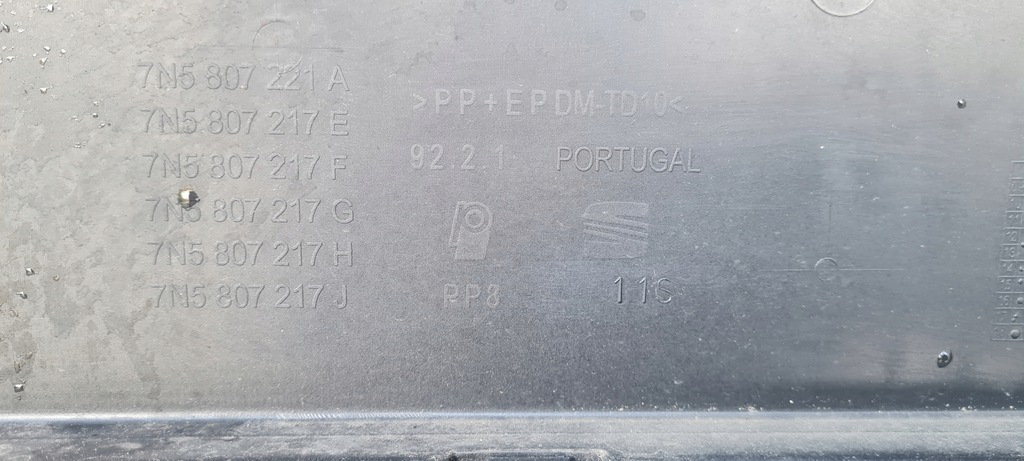 7N5 807 221 A
7N5 807 217 E
7N5 807 217 F
7N5 807 217 G
7N5 807 217 H
7N5 807 217 J
>PP+EPDM-TD10<
92.2.1 PORTUGAL
PP8